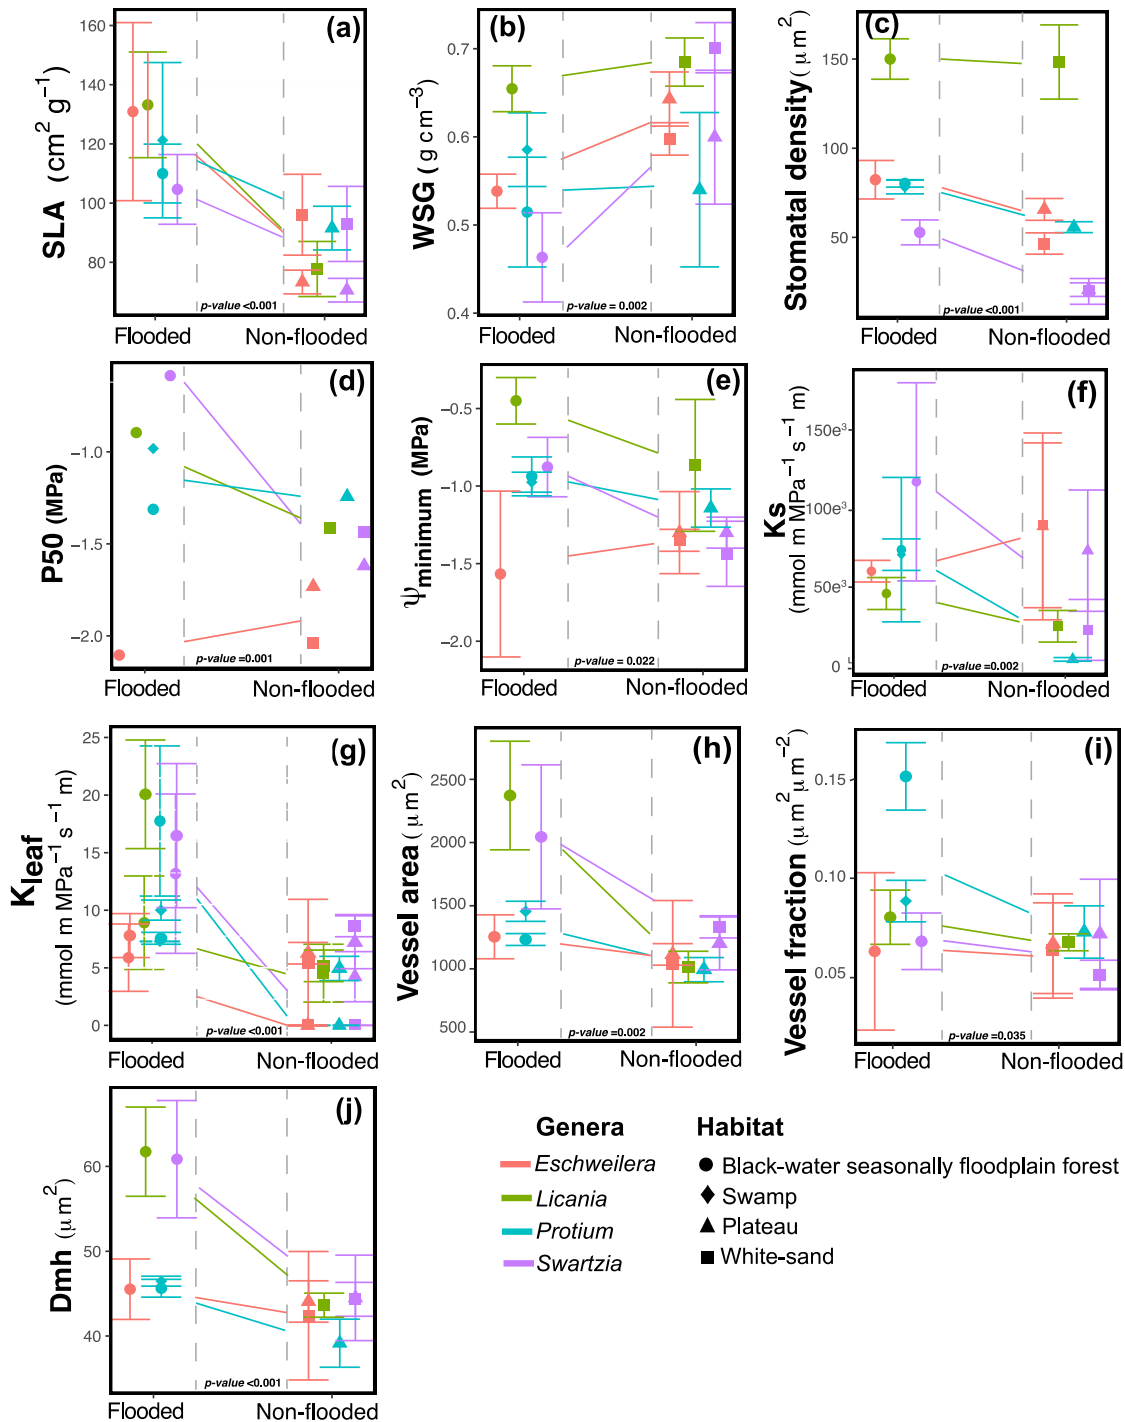 (a)
SLA (cm² g⁻¹)
160
140
120
100
80
p-value <0.001
Flooded
Non-flooded
(b)
WSG (g cm⁻³)
0.7
0.6
0.5
0.4
p-value = 0.002
Flooded
Non-flooded
(c)
Stomatal density (μm²)
150
100
50
p-value <0.001
Flooded
Non-flooded
(d)
P50 (MPa)
−1.0
−1.5
−2.0
p-value =0.001
Flooded
Non-flooded
(e)
ψminimum (MPa)
−0.5
−1.0
−1.5
−2.0
p-value = 0.022
Flooded
Non-flooded
(f)
Ks
(mmol m MPa⁻¹ s⁻¹ m)
150e³
100e³
50e³
0
p-value =0.002
Flooded
Non-flooded
(g)
Kleaf
(mmol m MPa⁻¹ s⁻¹ m)
25
20
15
10
5
0
p-value <0.001
Flooded
Non-flooded
(h)
Vessel area (μm²)
2500
2000
1500
1000
500
p-value =0.002
Flooded
Non-flooded
(i)
Vessel fraction (μm² μm⁻²)
0.15
0.10
0.05
p-value =0.035
Flooded
Non-flooded
(j)
Dmh (μm²)
60
50
40
p-value <0.001
Flooded
Non-flooded
Genera
Eschweilera
Licania
Protium
Swartzia
Habitat
Black-water seasonally floodplain forest
Swamp
Plateau
White-sand